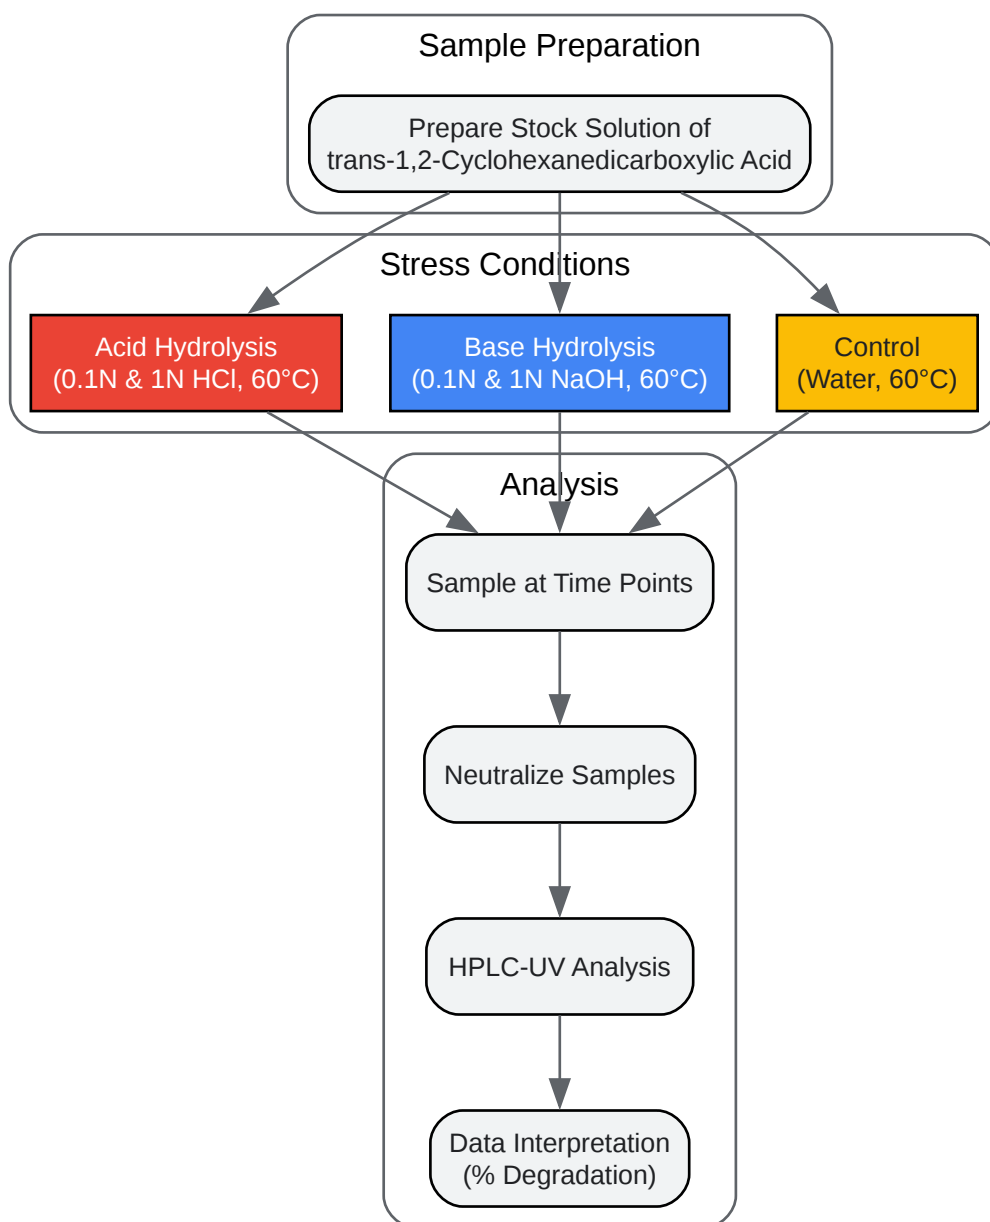 Sample Preparation
Prepare Stock Solution of
trans-1,2-Cyclohexanedicarboxylic Acid
Stress Conditions
Acid Hydrolysis
(0.1N & 1N HCl, 60°C)
Base Hydrolysis
(0.1N & 1N NaOH, 60°C)
Control
(Water, 60°C)
Analysis
Sample at Time Points
Neutralize Samples
HPLC-UV Analysis
Data Interpretation
(% Degradation)